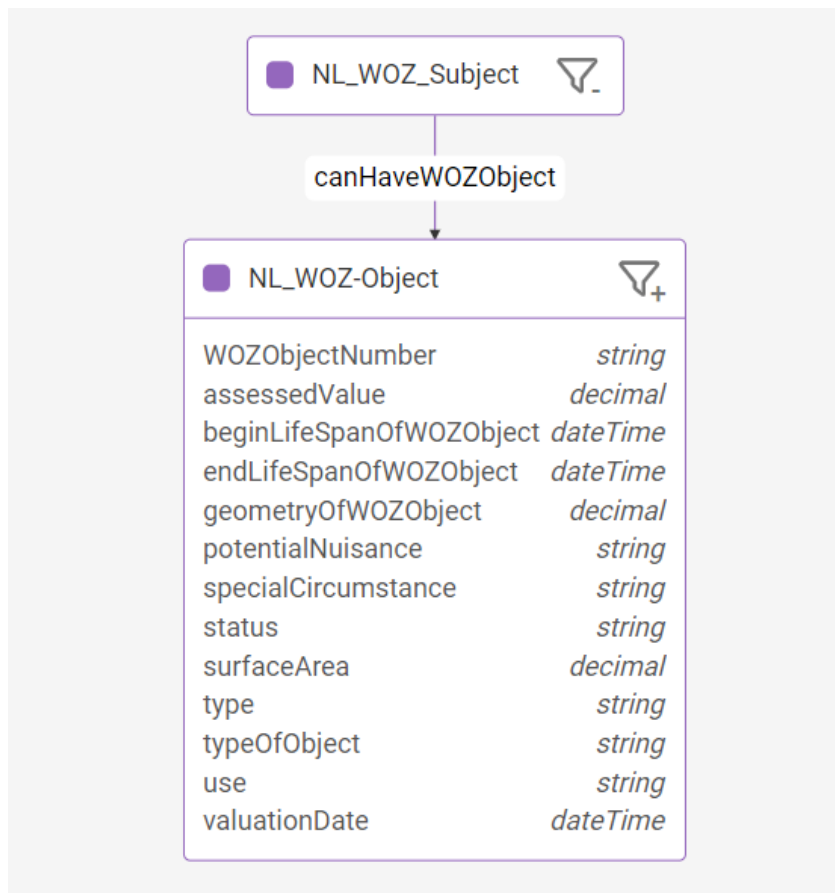 NL_WOZ_Subject
canHaveWOZObject
NL_WOZ-Object
WOZObjectNumber string
assessedValue decimal
beginLifeSpanOfWOZObject dateTime
endLifeSpanOfWOZObject dateTime
geometryOfWOZObject decimal
potentialNuisance string
specialCircumstance string
status string
surfaceArea decimal
type string
typeOfObject string
use string
valuationDate dateTime